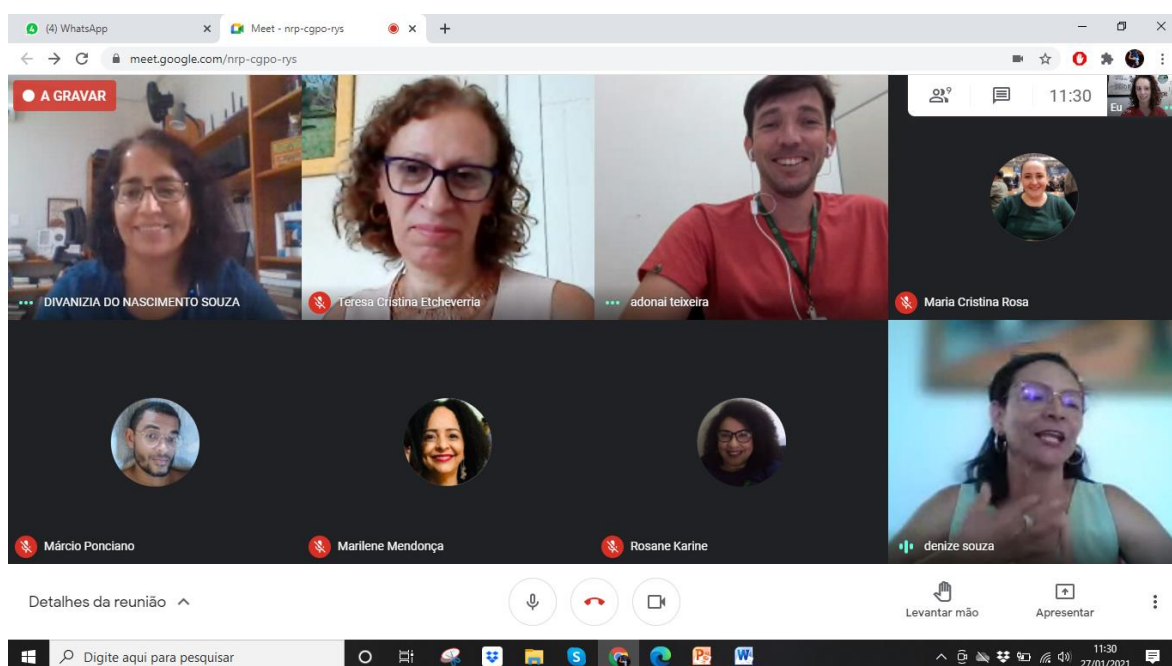 (4) WhatsApp
Meet - nrp-cgpo-rys
meet.google.com/nrp-cgpo-rys
A GRAVAR
9
11:30
Eu
DIVANIZIA DO NASCIMENTO SOUZA
Teresa Cristina Etcheverria
adonai teixeira
Maria Cristina Rosa
Márcio Ponciano
Marilene Mendonça
Rosane Karine
denize souza
Detalhes da reunião
Levantar mão
Apresentar
Digite aqui para pesquisar
11:30
27/01/2021